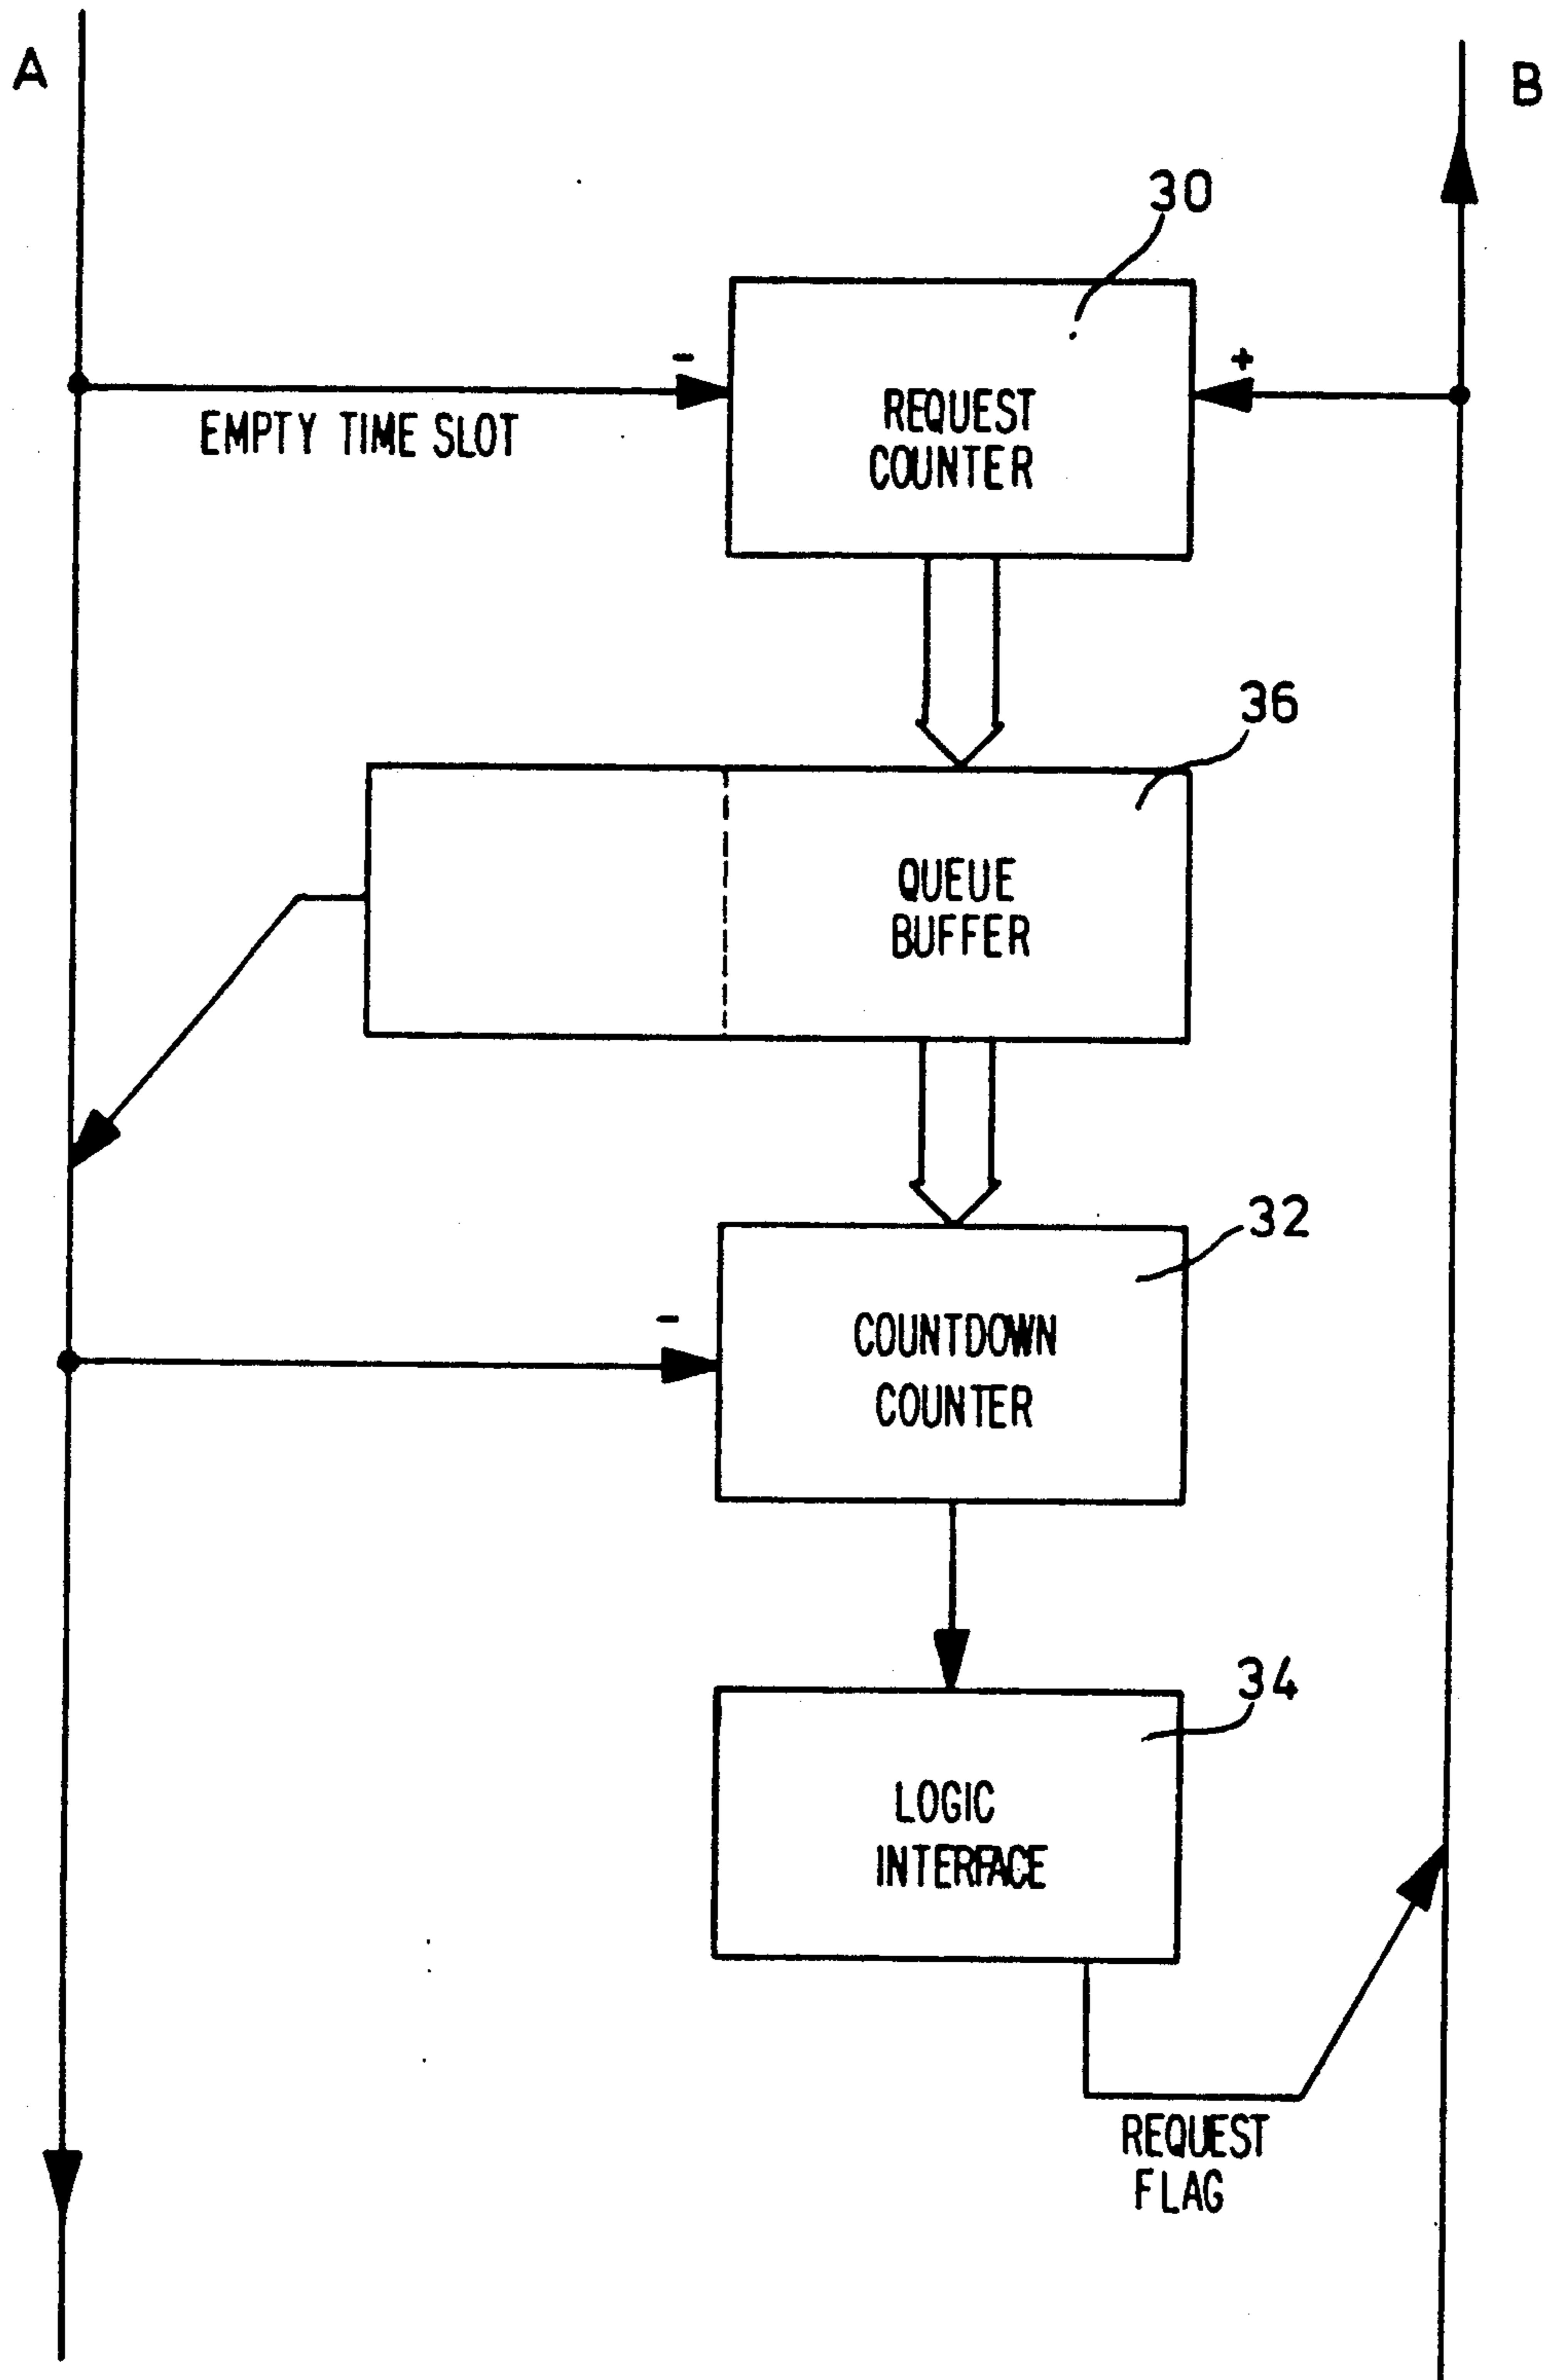 A
B
30
-
+
EMPTY TIME SLOT
REQUEST
COUNTER
36
QUEUE
BUFFER
32
-
COUNTDOWN
COUNTER
34
LOGIC
INTERFACE
REQUEST
FLAG